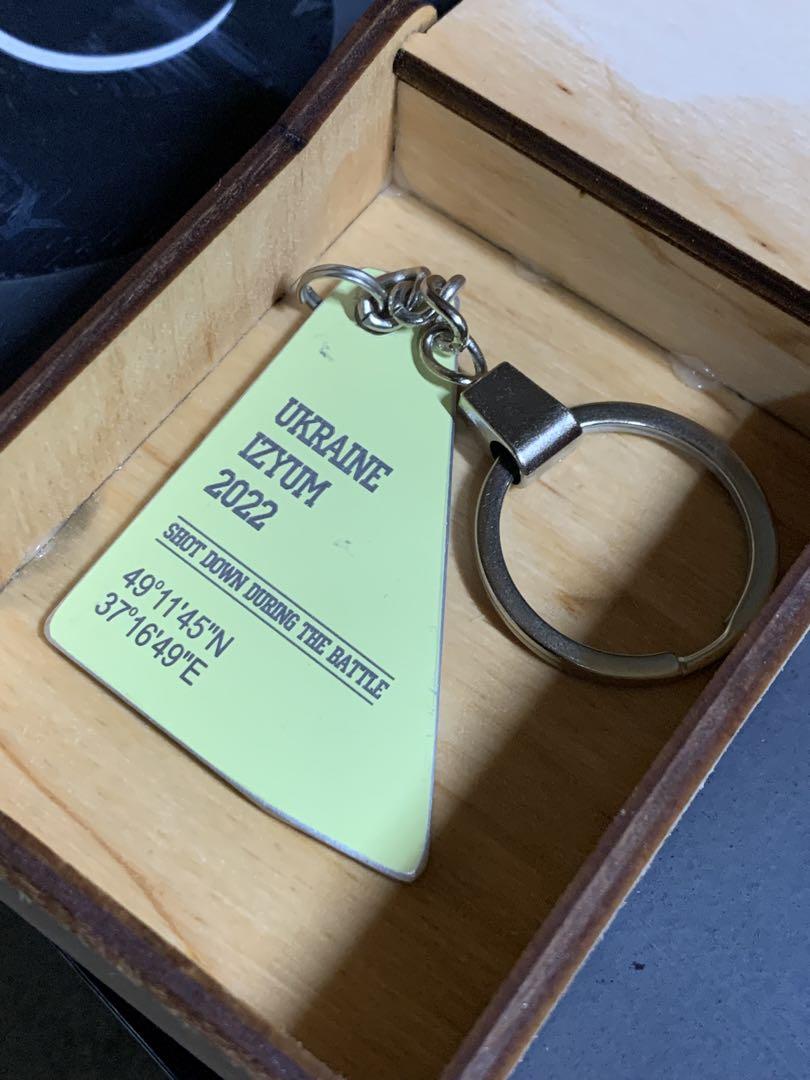 UKRAINE
IZYUM
2022
SHOT DOWN DURING THE BATTLE
49°11'45"N
37°16'49"E